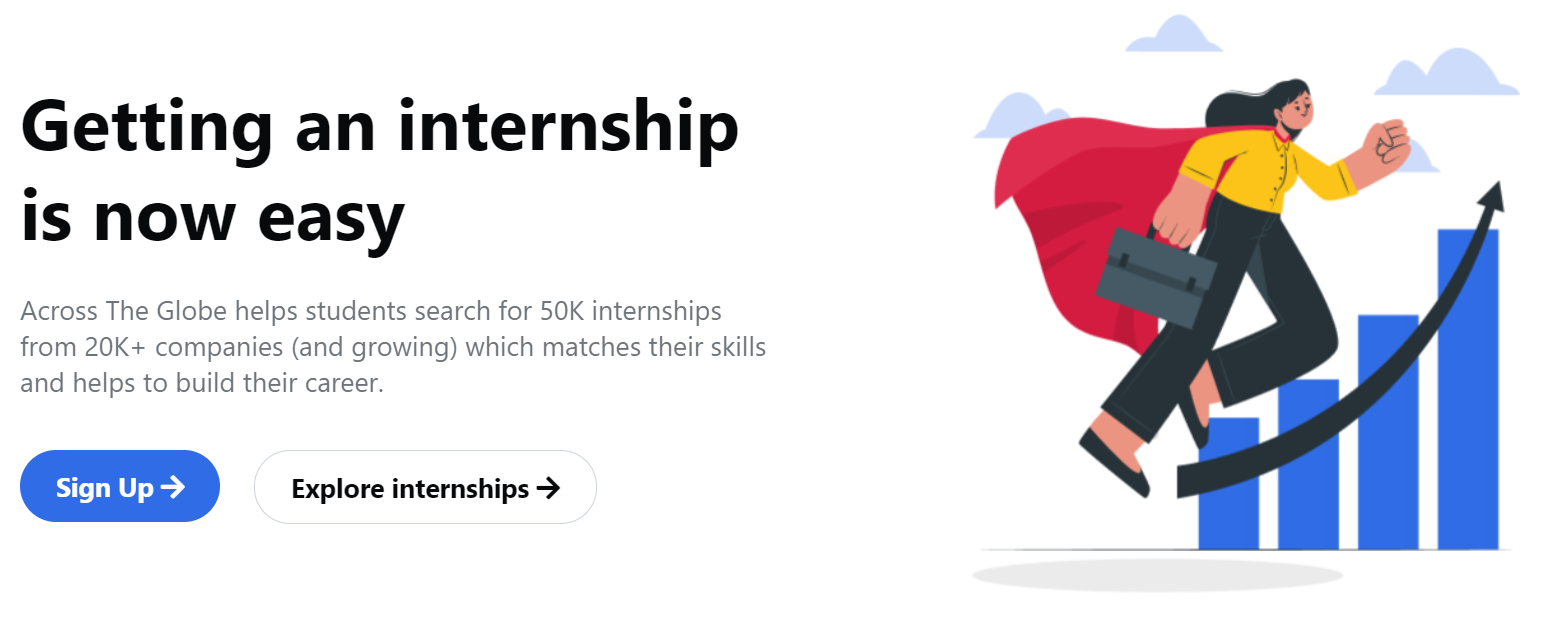 Getting an internship
is now easy
Across The Globe helps students search for 50K internships
from 20K+ companies (and growing) which matches their skills
and helps to build their career.
Sign Up →
Explore internships →